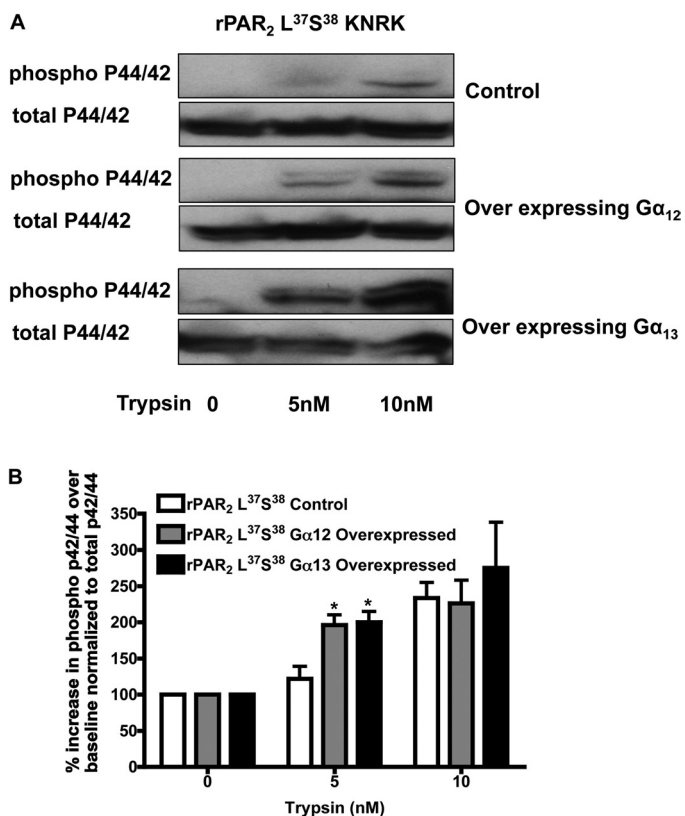 A
rPAR₂ L³⁷S³⁸ KNRK
phospho P44/42
Control
total P44/42
phospho P44/42
Over expressing Gα₁₂
total P44/42
phospho P44/42
Over expressing Gα₁₃
total P44/42
Trypsin 0 5nM 10nM
B
% increase in phospho p42/44 over
baseline normalized to total p42/44
rPAR₂ L³⁷S³⁸ Control
rPAR₂ L³⁷S³⁸ Gα12 Overexpressed
rPAR₂ L³⁷S³⁸ Gα13 Overexpressed
350
300
250
200
150
100
50
0
* *
0 5 10
Trypsin (nM)